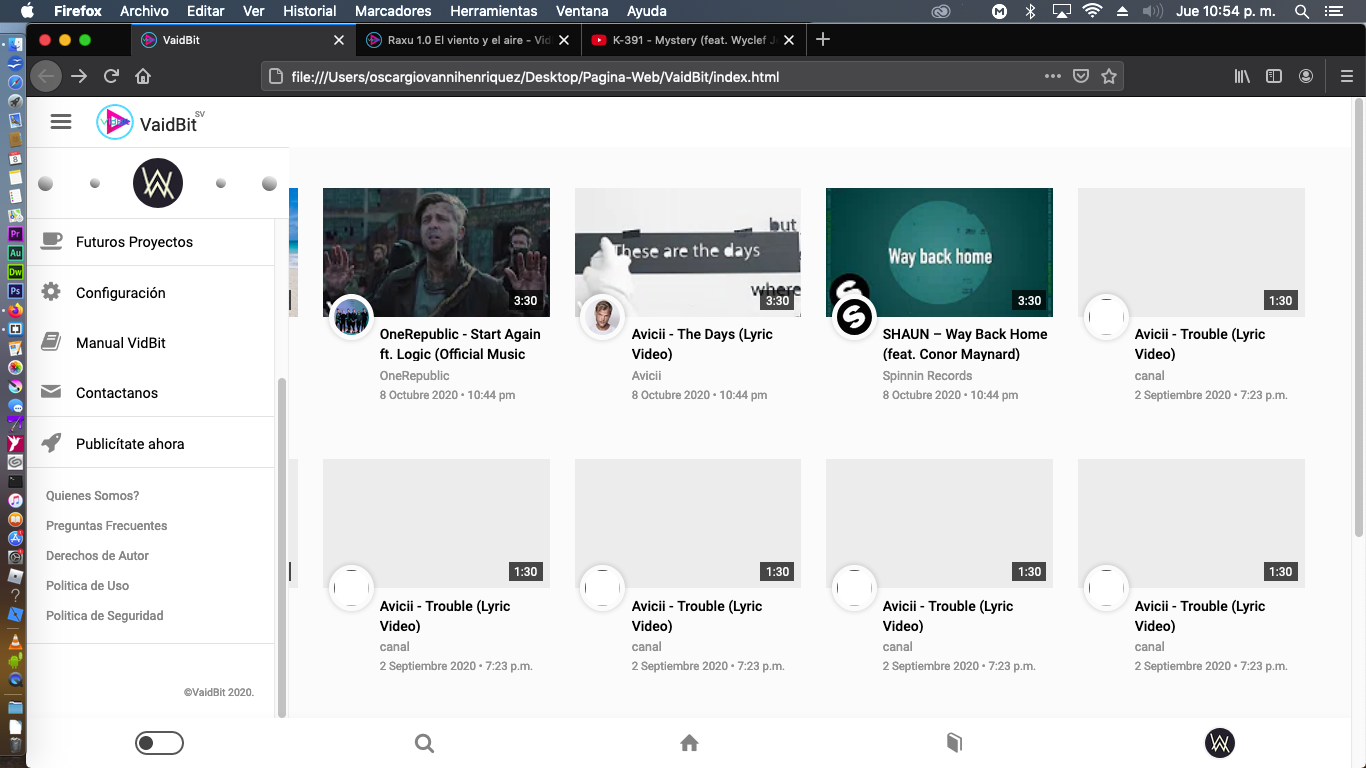 Firefox Archivo Editar Ver Historial Marcadores Herramientas Ventana Ayuda
Jue 10:54 p. m.
VaidBit
Raxu 1.0 El viento y el aire - Vid
K-391 - Mystery (feat. Wyclef Je
file:///Users/oscargiovannihenriquez/Desktop/Pagina-Web/VaidBit/index.html
VaidBit SV
Futuros Proyectos
Configuración
Manual VidBit
Contactanos
Publicítate ahora
Quienes Somos?
Preguntas Frecuentes
Derechos de Autor
Politica de Uso
Politica de Seguridad
©VaidBit 2020.
3:30
OneRepublic - Start Again
ft. Logic (Official Music
OneRepublic
8 Octubre 2020 • 10:44 pm
but
These are the days
where
3:30
Avicii - The Days (Lyric
Video)
Avicii
8 Octubre 2020 • 10:44 pm
Way back home
3:30
SHAUN – Way Back Home
(feat. Conor Maynard)
Spinnin Records
8 Octubre 2020 • 10:44 pm
1:30
Avicii - Trouble (Lyric
Video)
canal
2 Septiembre 2020 • 7:23 p.m.
1:30
Avicii - Trouble (Lyric
Video)
canal
2 Septiembre 2020 • 7:23 p.m.
1:30
Avicii - Trouble (Lyric
Video)
canal
2 Septiembre 2020 • 7:23 p.m.
1:30
Avicii - Trouble (Lyric
Video)
canal
2 Septiembre 2020 • 7:23 p.m.
1:30
Avicii - Trouble (Lyric
Video)
canal
2 Septiembre 2020 • 7:23 p.m.
Pr
Au
Dw
Ps